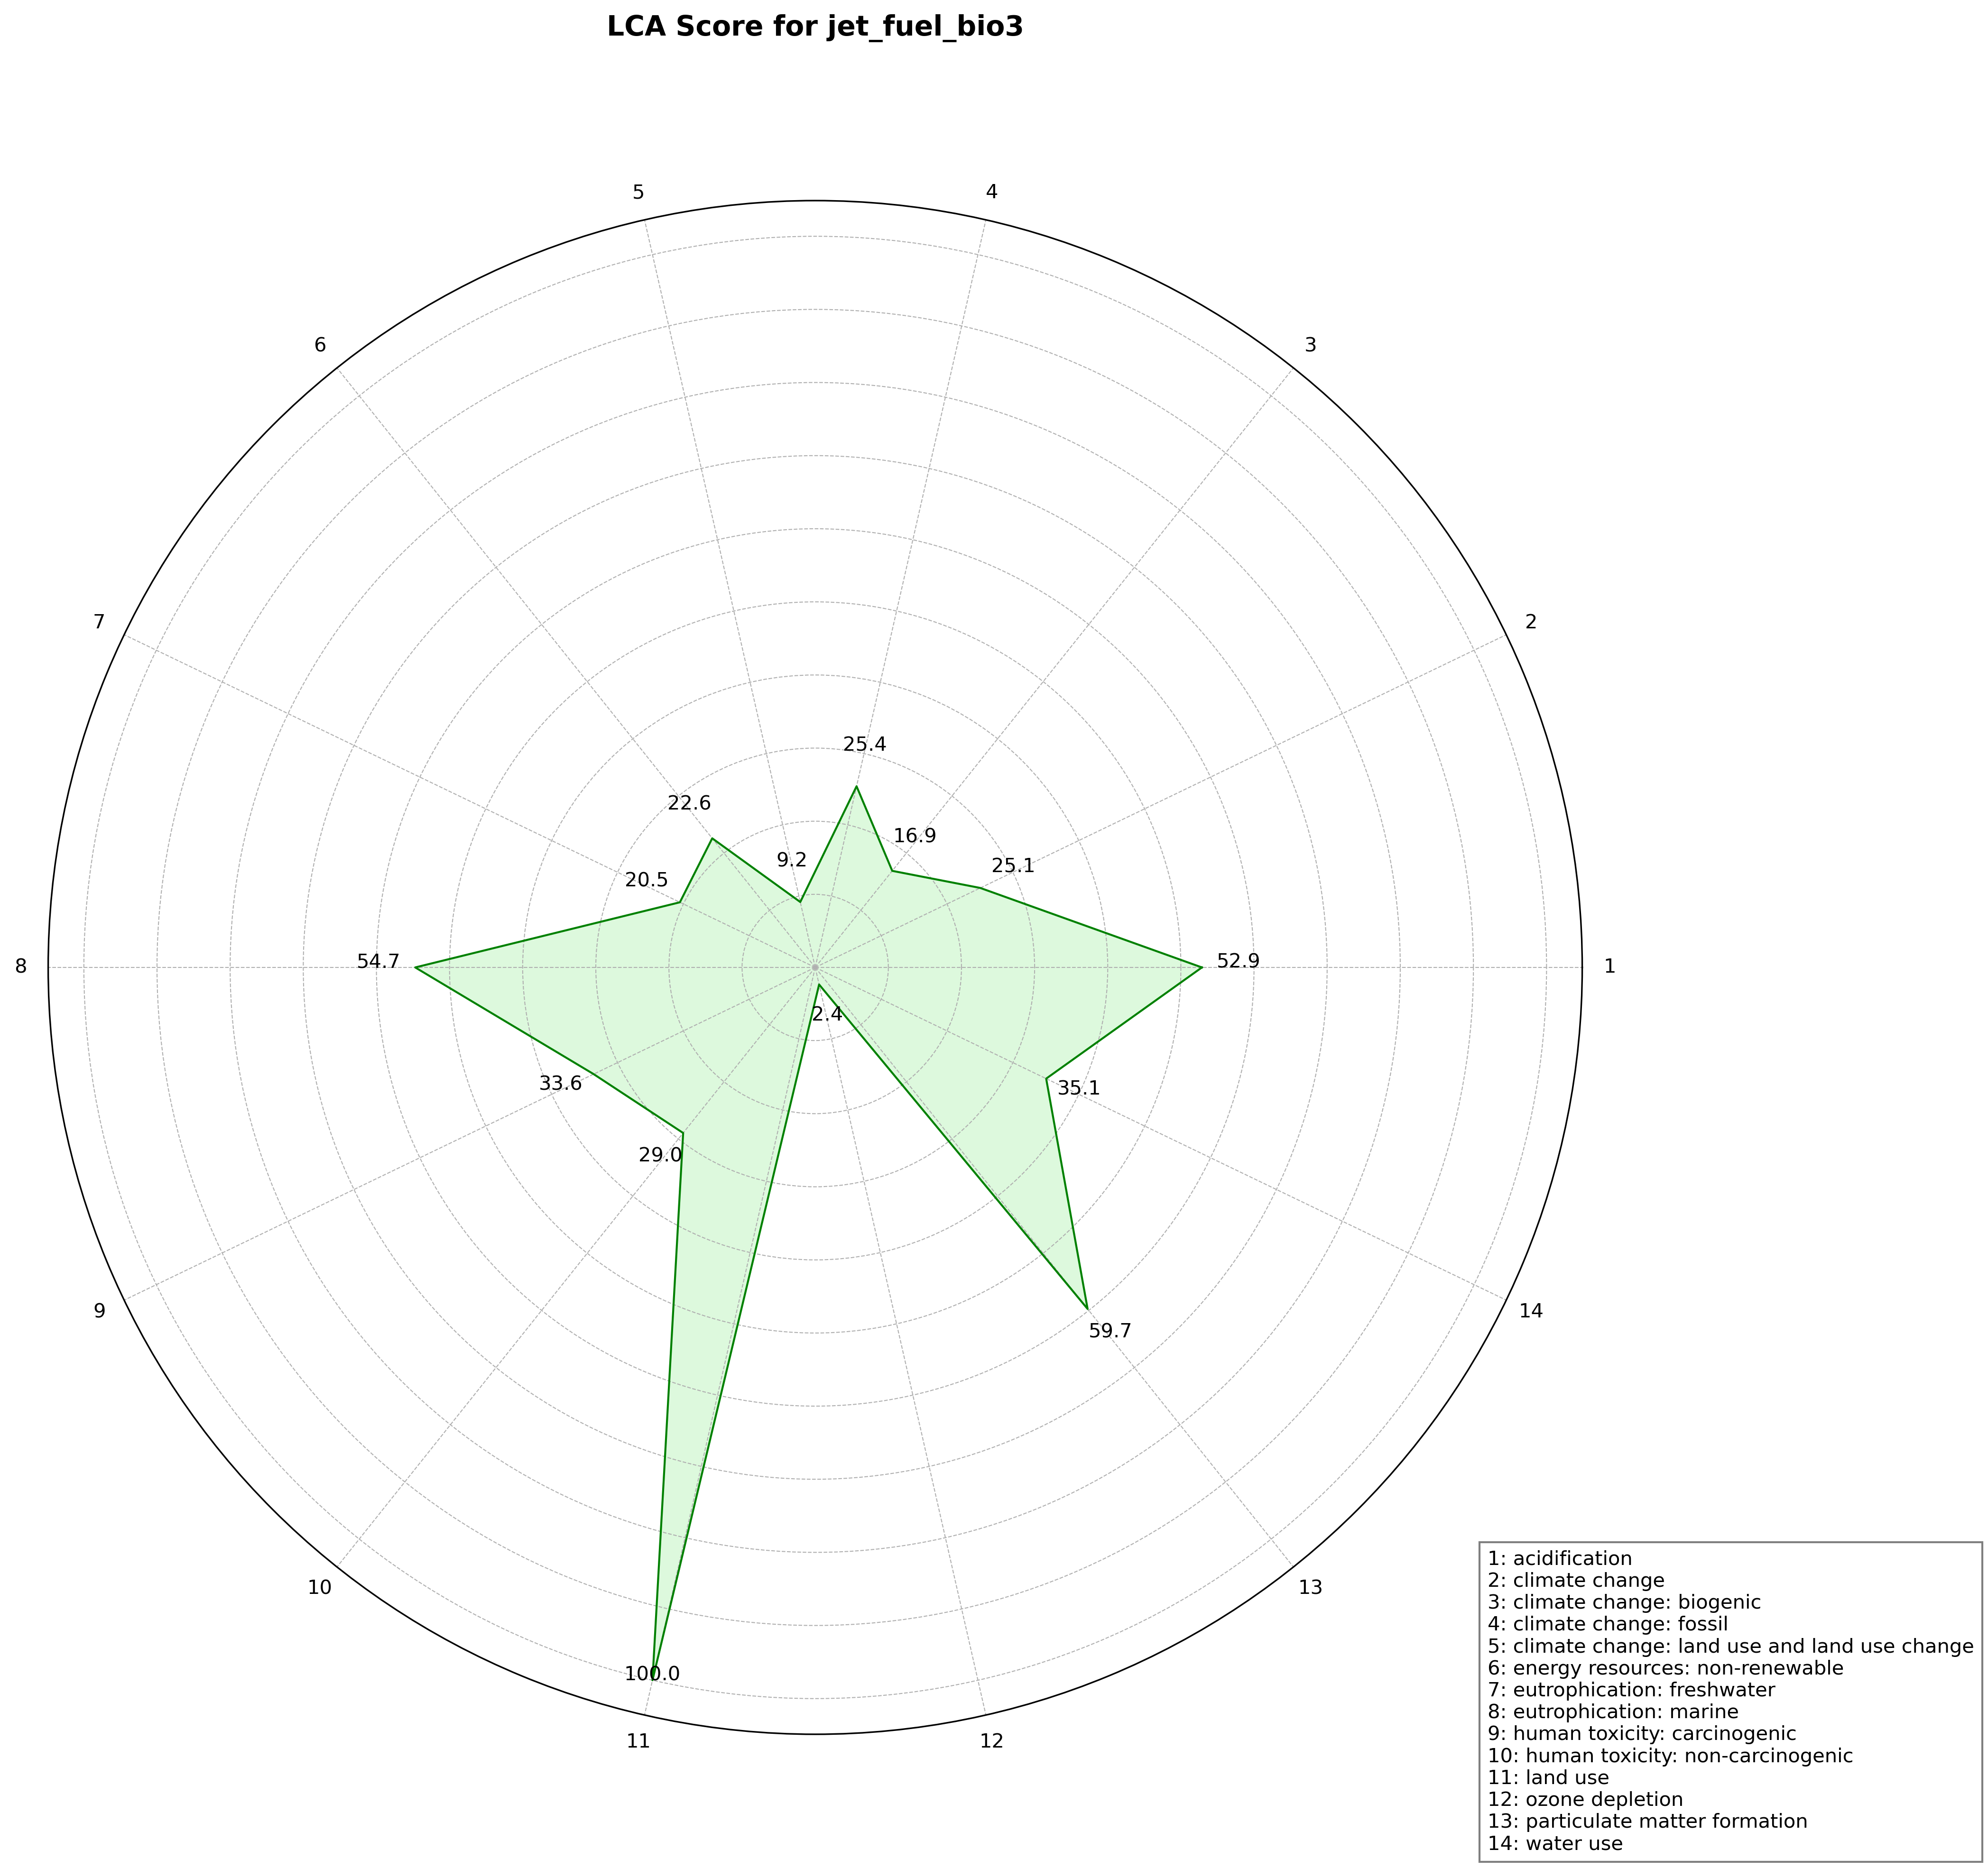 LCA Score for jet_fuel_bio3
5
4
6
3
7
2
25.4
22.6
16.9
9.2
25.1
20.5
8
54.7
52.9
1
2.4
33.6
35.1
29.0
9
14
59.7
10
13
100.0
11
12
1: acidification
2: climate change
3: climate change: biogenic
4: climate change: fossil
5: climate change: land use and land use change
6: energy resources: non-renewable
7: eutrophication: freshwater
8: eutrophication: marine
9: human toxicity: carcinogenic
10: human toxicity: non-carcinogenic
11: land use
12: ozone depletion
13: particulate matter formation
14: water use